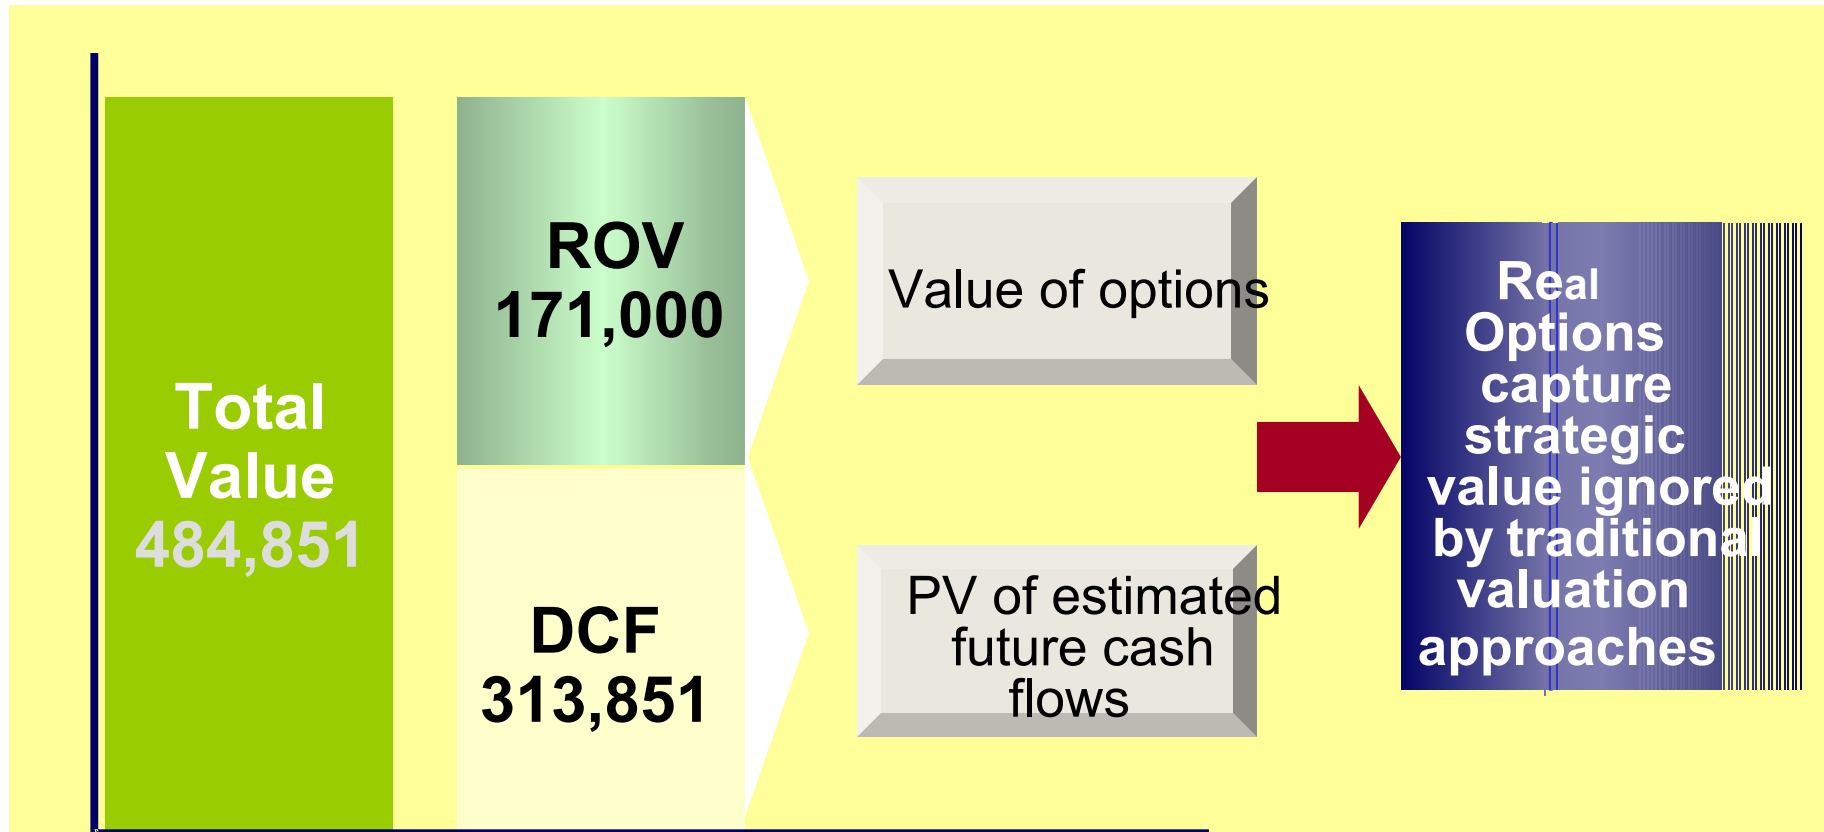 Total
Value
484,851
ROV
171,000
DCF
313,851
Value of options
PV of estimated
future cash
flows
Real
Options
capture
strategic
value ignored
by traditional
valuation
approaches